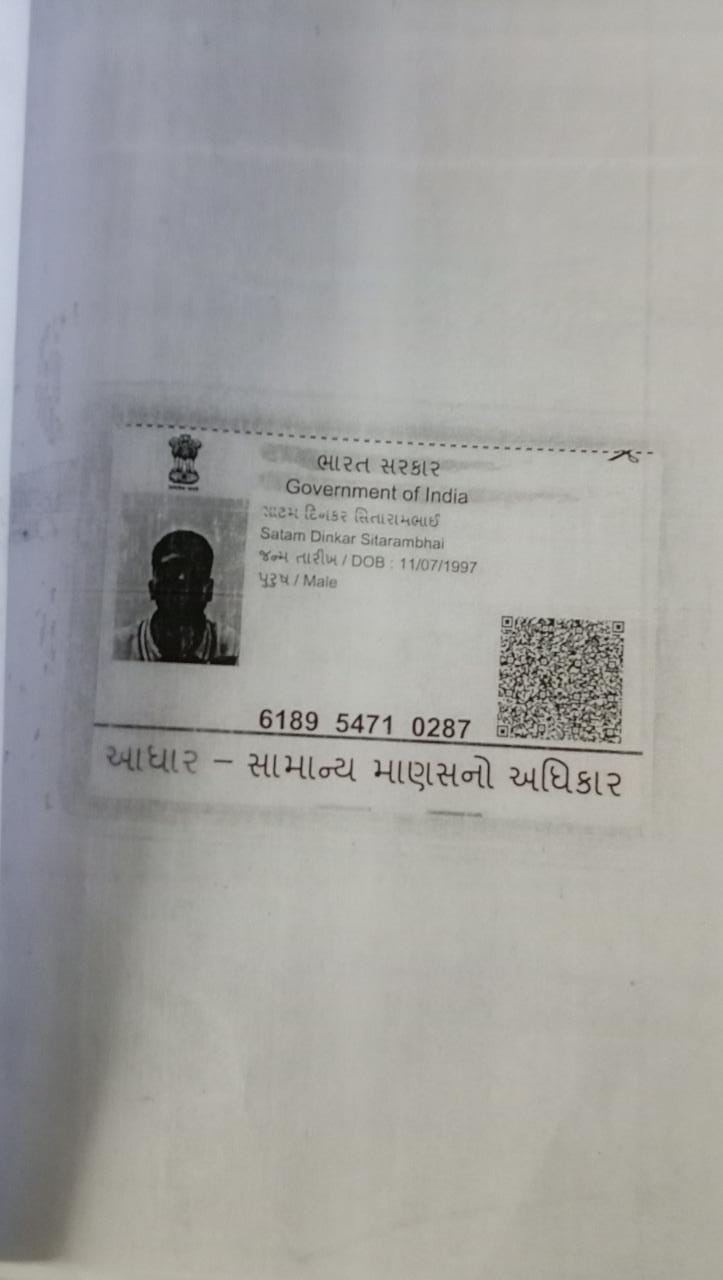 ભારત સરકાર
Government of India
સાટમ દિનકર સિતારામભાઈ
Satam Dinkar Sitarambhai
જન્મ તારીખ / DOB : 11/07/1997
પુરુષ / Male
6189 5471 0287
આધાર – સામાન્ય માણસનો અધિકાર